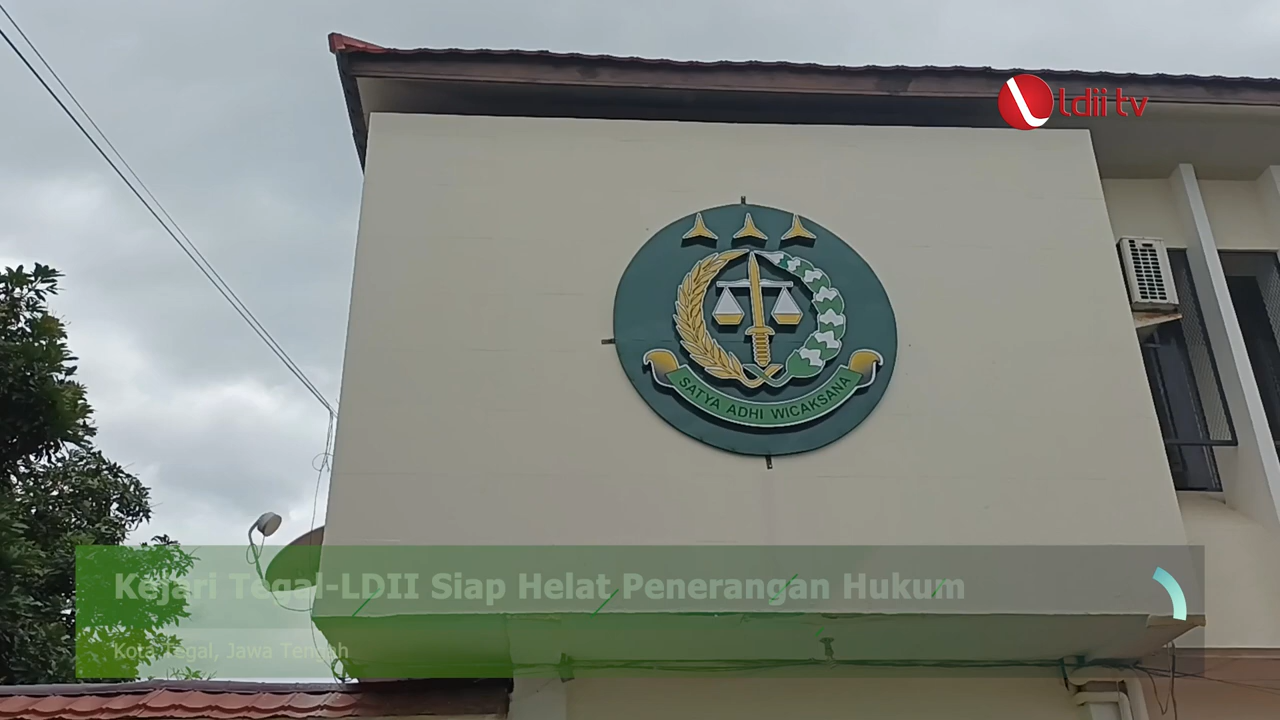 ldii tv
SATYA ADHI WICAKSANA
Kejari Tegal-LDII Siap Helat Penerangan Hukum
Kota Tegal, Jawa Tengah